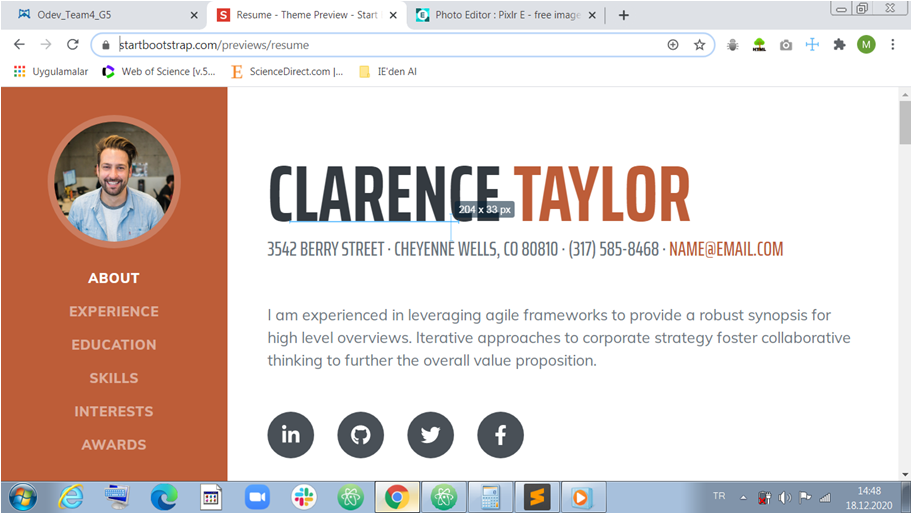 Odev_Team4_G5
Resume - Theme Preview - Start
Photo Editor : Pixlr E - free image
startbootstrap.com/previews/resume
M
Uygulamalar
Web of Science [v.5...
ScienceDirect.com |...
IE'den Al
CLARENCE TAYLOR
204 x 33 px
3542 BERRY STREET · CHEYENNE WELLS, CO 80810 · (317) 585-8468 · NAME@EMAIL.COM
ABOUT
EXPERIENCE
EDUCATION
SKILLS
INTERESTS
AWARDS
I am experienced in leveraging agile frameworks to provide a robust synopsis for
high level overviews. Iterative approaches to corporate strategy foster collaborative
thinking to further the overall value proposition.
TR
14:48
18.12.2020